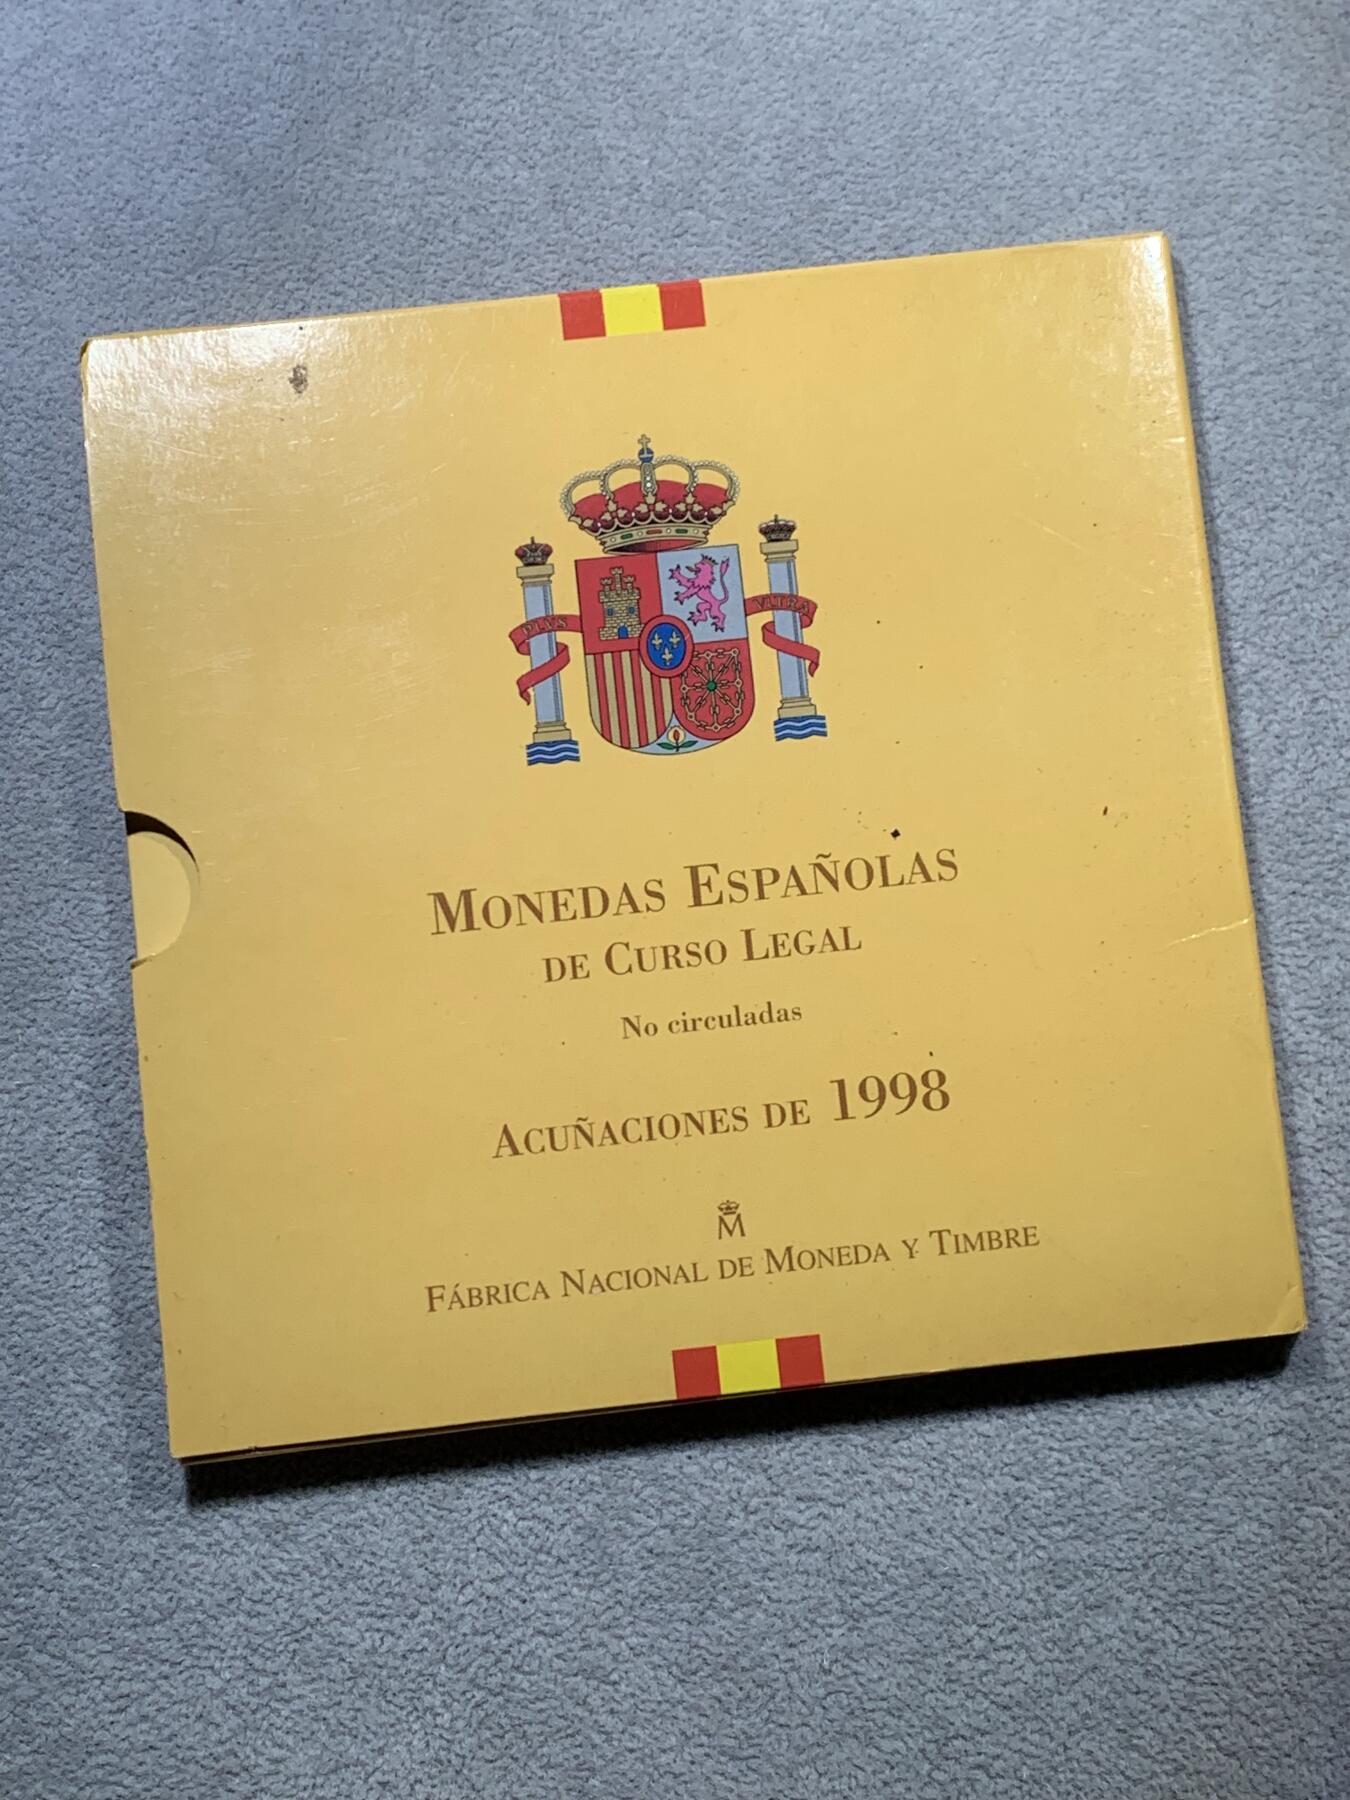 PLVS
VLTRA
MONEDAS ESPAÑOLAS
DE CURSO LEGAL
No circuladas
ACUÑACIONES DE 1998
M
FÁBRICA NACIONAL DE MONEDA Y TIMBRE